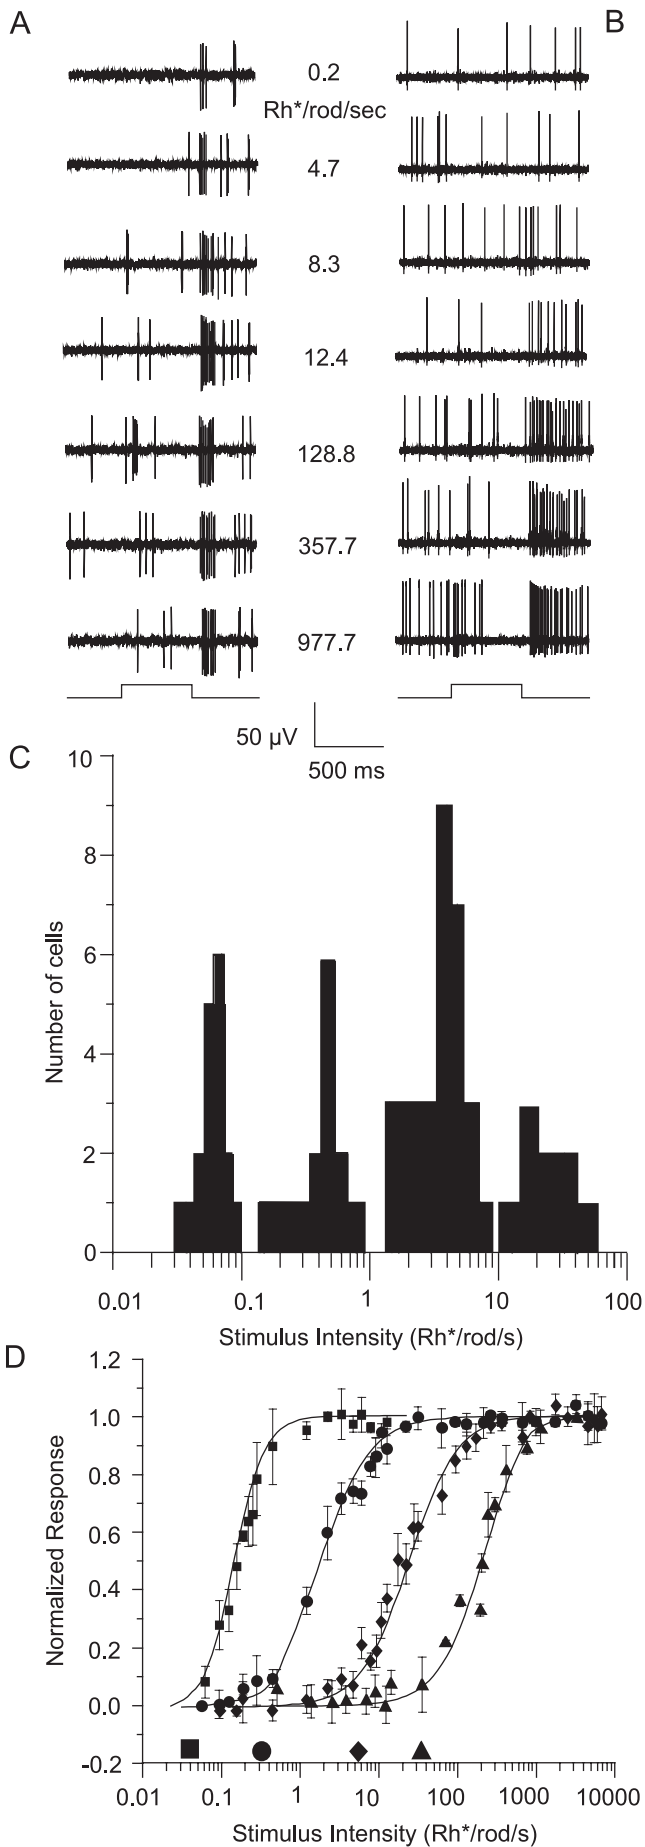 A B
0.2
Rh*/rod/sec
4.7
8.3
12.4
128.8
357.7
977.7
50 µV
500 ms
C
10
8
6
4
2
0
Number of cells
0.01 0.1 1 10 100
Stimulus Intensity (Rh*/rod/s)
D
1.2
1.0
0.8
0.6
0.4
0.2
0.0
-0.2
Normalized Response
0.01 0.1 1 10 100 1000 10000
Stimulus Intensity (Rh*/rod/s)